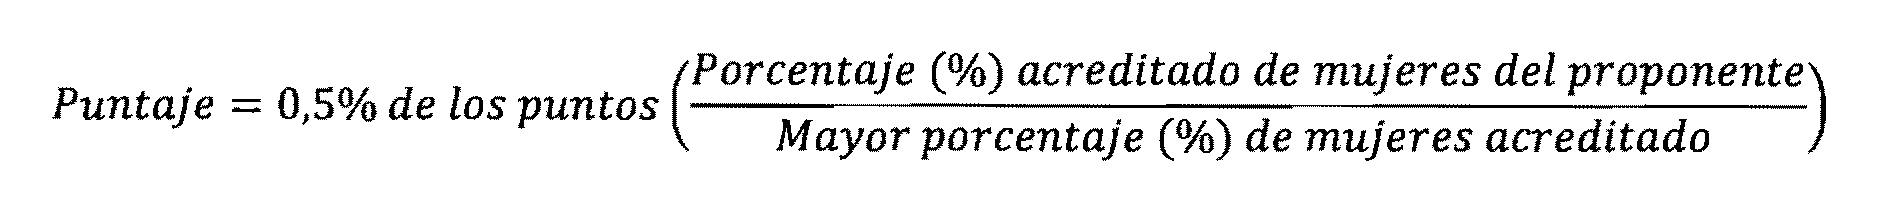 Puntaje = 0,5% de los puntos (Porcentaje (%) acreditado de mujeres del proponente / Mayor porcentaje (%) de mujeres acreditado)